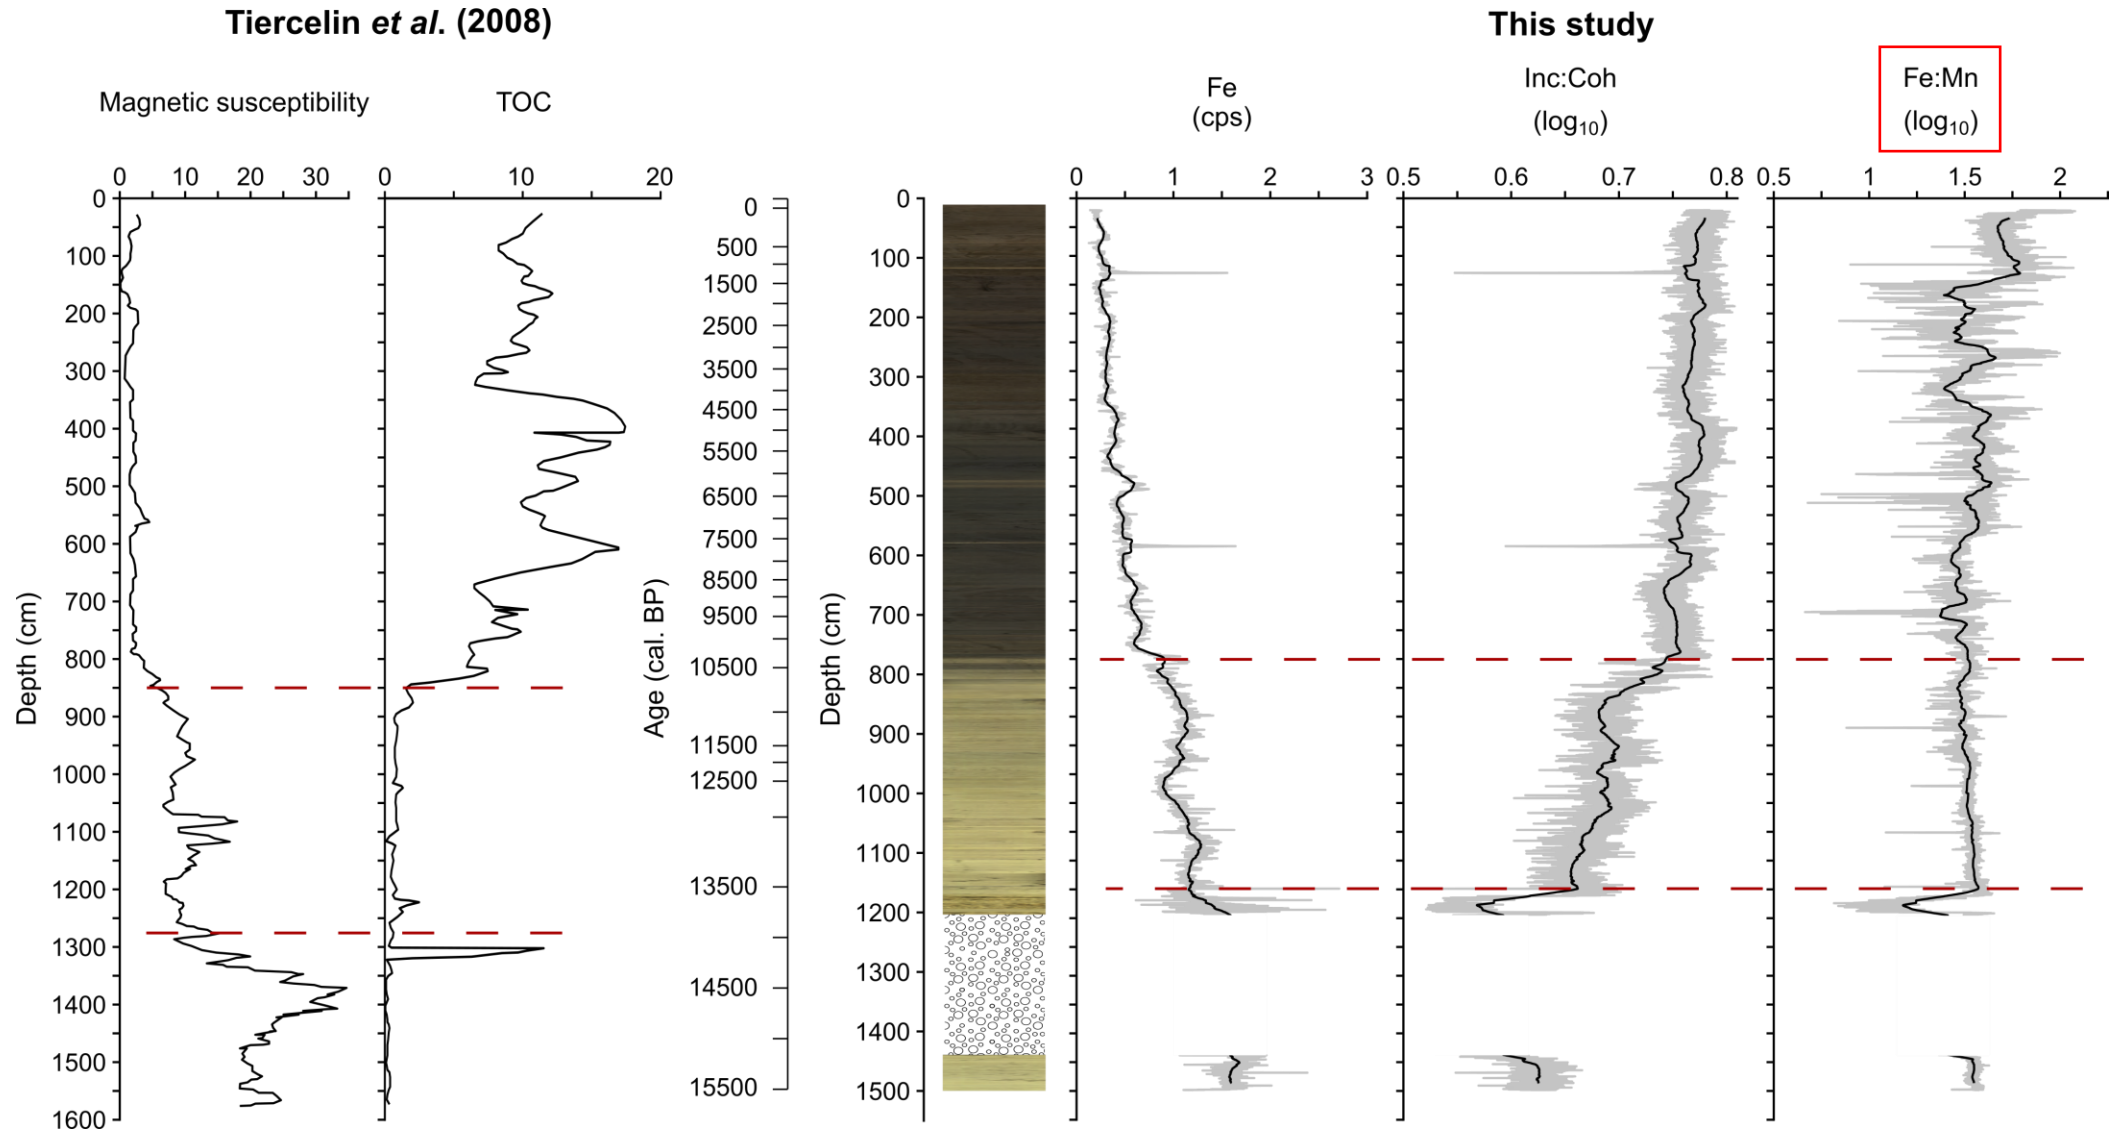 Tiercelin et al. (2008)
This study
Magnetic susceptibility
TOC
Fe
(cps)
Inc:Coh
(log10)
Fe:Mn
(log10)
0 10 20 30
0 10 20
0 1 2 3
0.5 0.6 0.7 0.8
0.5 1 1.5 2
Depth (cm)
0
100
200
300
400
500
600
700
800
900
1000
1100
1200
1300
1400
1500
1600
Age (cal. BP)
0
500
1500
2500
3500
4500
5500
6500
7500
8500
9500
10500
11500
12500
13500
14500
15500
Depth (cm)
0
100
200
300
400
500
600
700
800
900
1000
1100
1200
1300
1400
1500